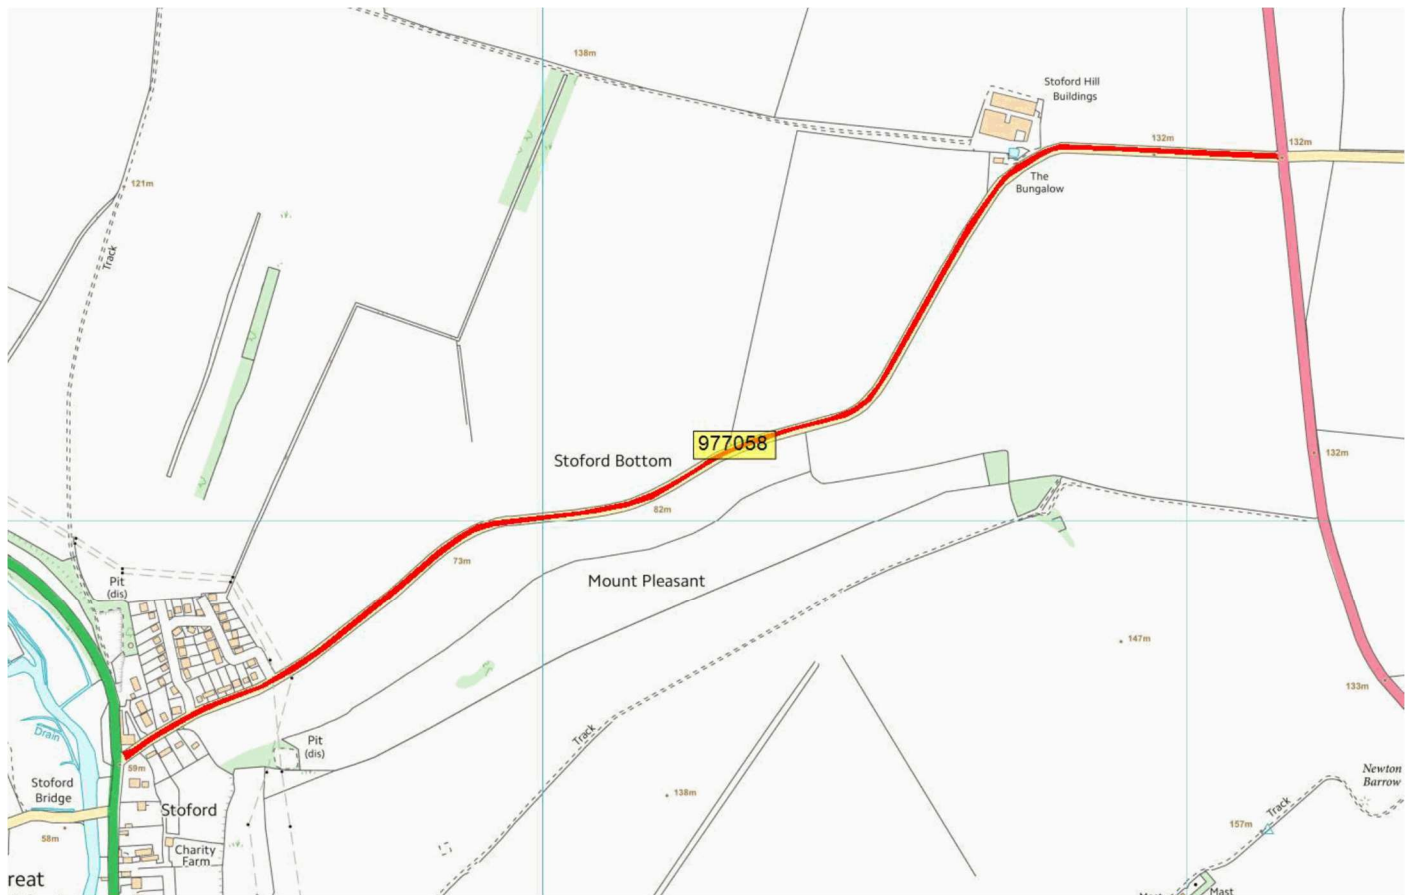 138m
Stoford Hill
Buildings
132m
132m
The
Bungalow
121m
Track
977058
Stoford Bottom
132m
82m
73m
Mount Pleasant
Pit
(dis)
147m
133m
Drain
Track
Pit
(dis)
59m
Stoford
Bridge
Newton
Barrow
138m
Stoford
Track
157m
58m
Charity
Farm
reat
Mast